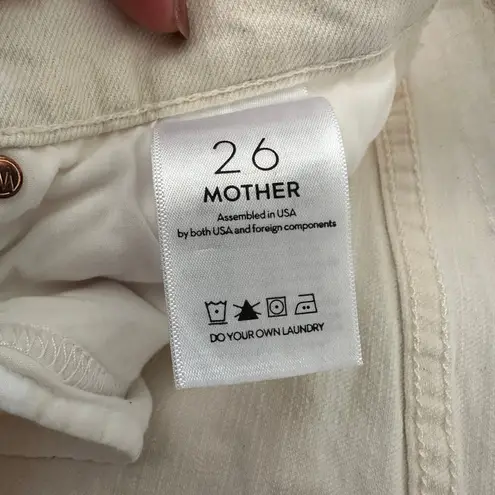 26
MOTHER
Assembled in USA
by both USA and foreign components
DO YOUR OWN LAUNDRY